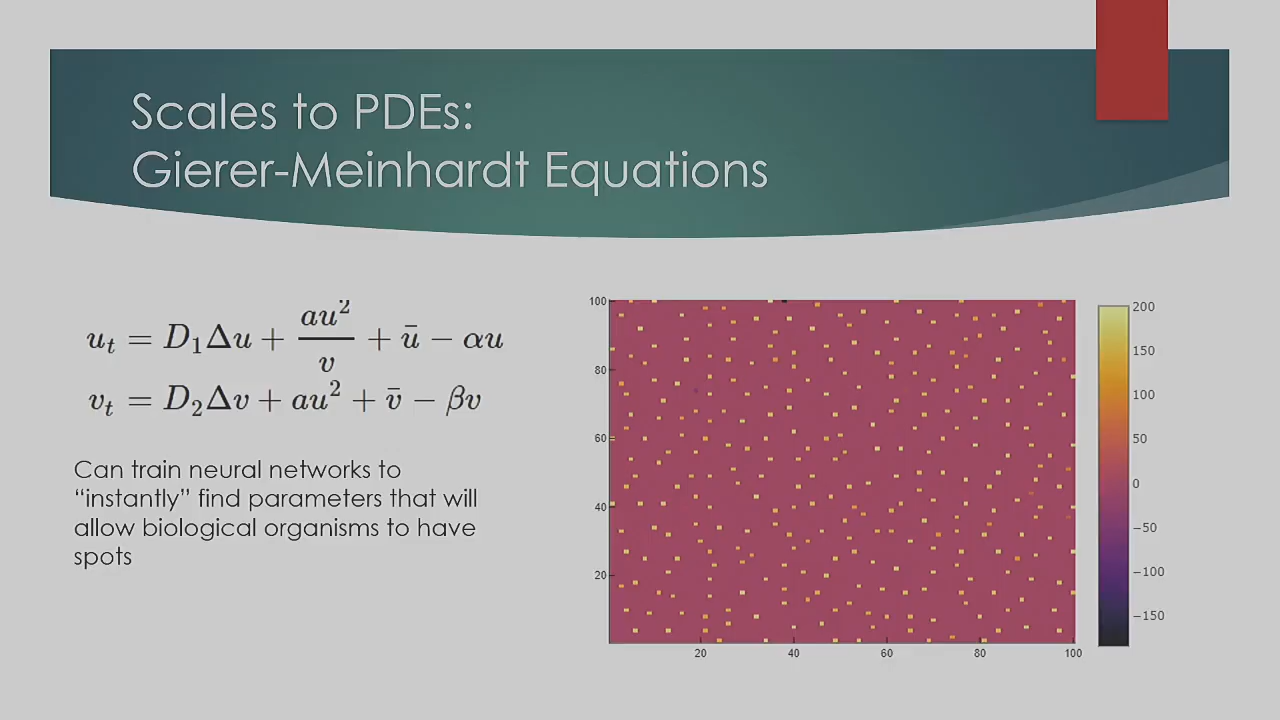 Scales to PDEs:
Gierer-Meinhardt Equations
u_t = D_1Δu + au²/v + ū − αu
v_t = D_2Δv + au² + v̄ − βv
Can train neural networks to
“instantly” find parameters that will
allow biological organisms to have
spots
100
80
60
40
20
20 40 60 80 100
200
150
100
50
0
−50
−100
−150